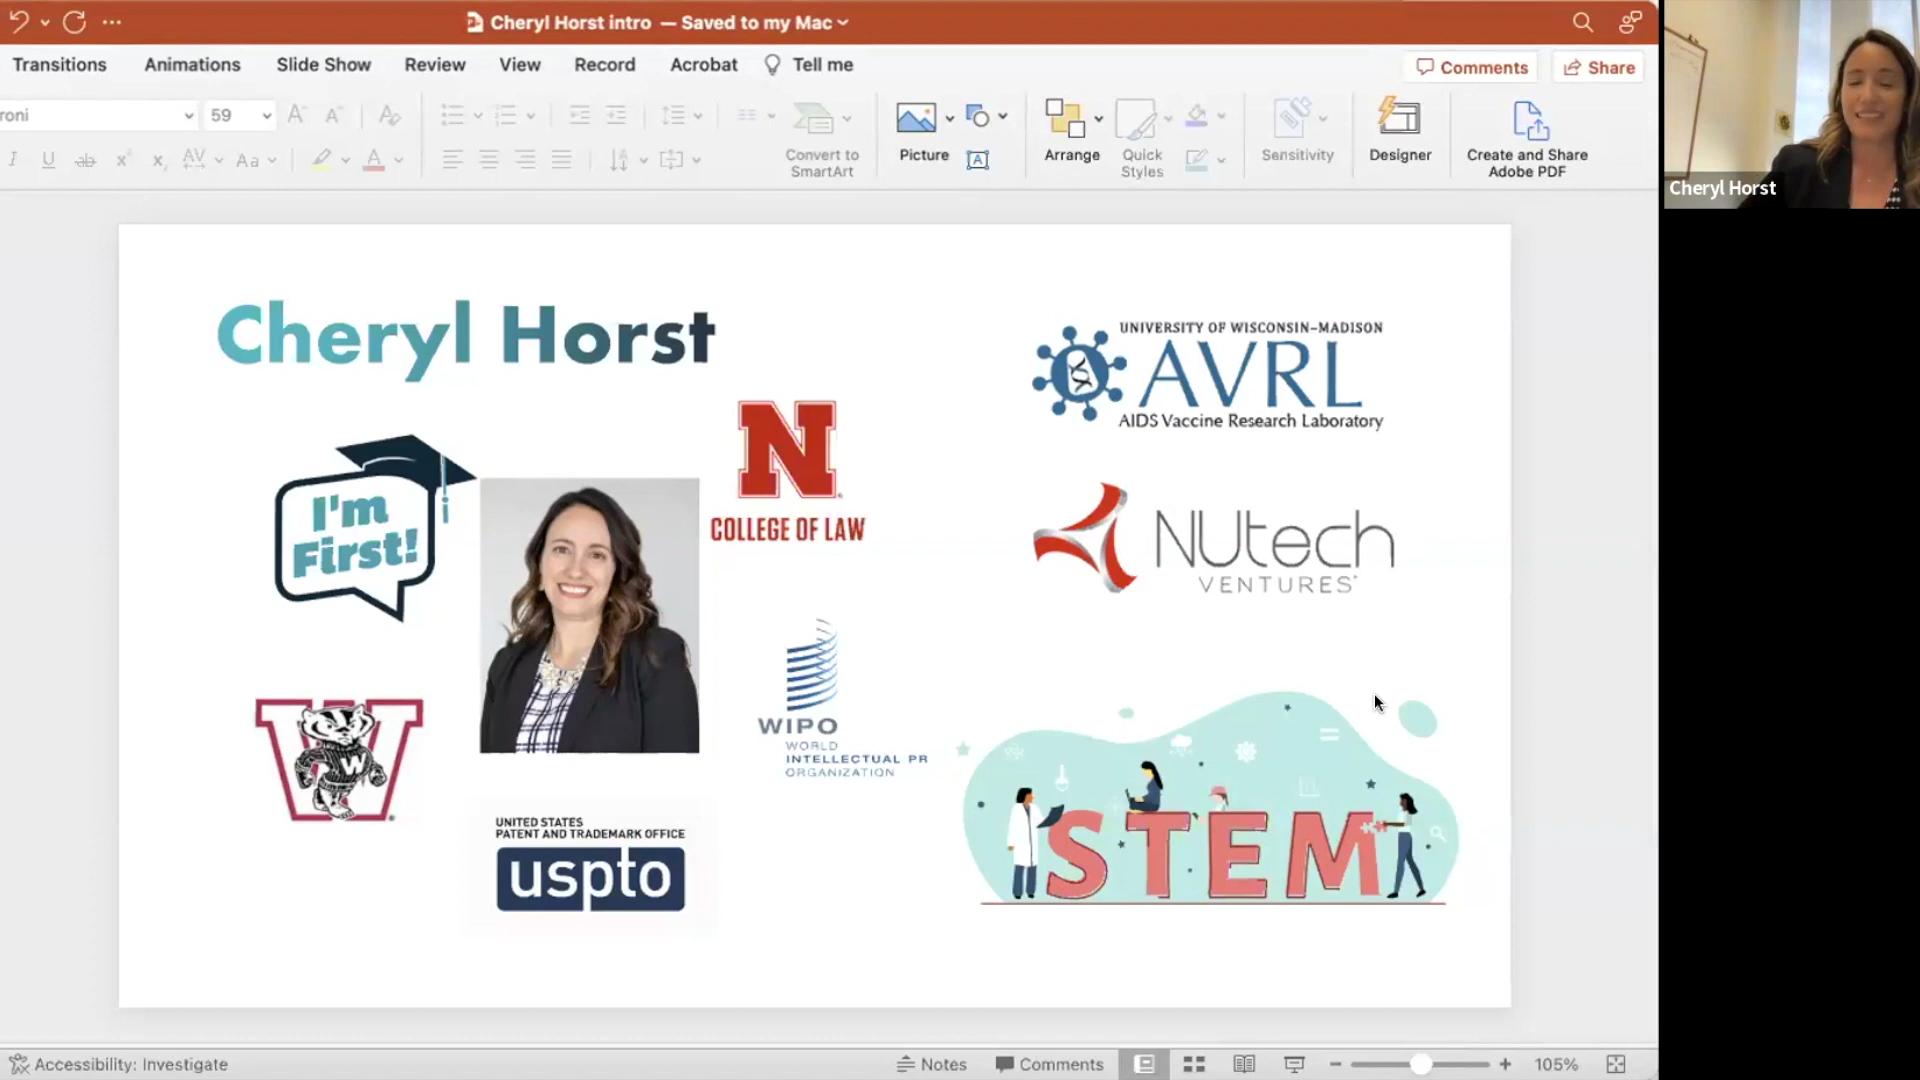 Cheryl Horst intro — Saved to my Mac
Transitions Animations Slide Show Review View Record Acrobat Tell me
Comments Share
roni 59
Convert to
SmartArt
Picture
Arrange
Quick
Styles
Sensitivity
Designer
Create and Share
Adobe PDF
Cheryl Horst
Cheryl Horst
UNIVERSITY OF WISCONSIN–MADISON
AVRL
AIDS Vaccine Research Laboratory
N
COLLEGE OF LAW
I'm
First!
NUtech
VENTURES
WIPO
WORLD
INTELLECTUAL PR
ORGANIZATION
W
W
UNITED STATES
PATENT AND TRADEMARK OFFICE
uspto
STEM
Accessibility: Investigate
Notes Comments 105%